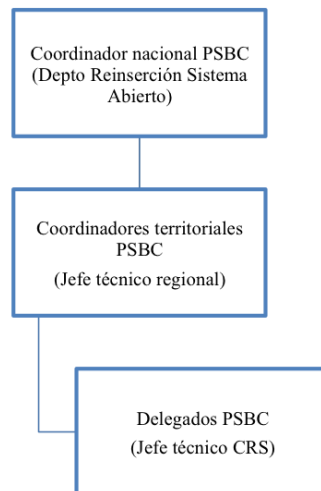 Coordinador nacional PSBC
(Depto Reinserción Sistema
Abierto)
Coordinadores territoriales
PSBC
(Jefe técnico regional)
Delegados PSBC
(Jefe técnico CRS)